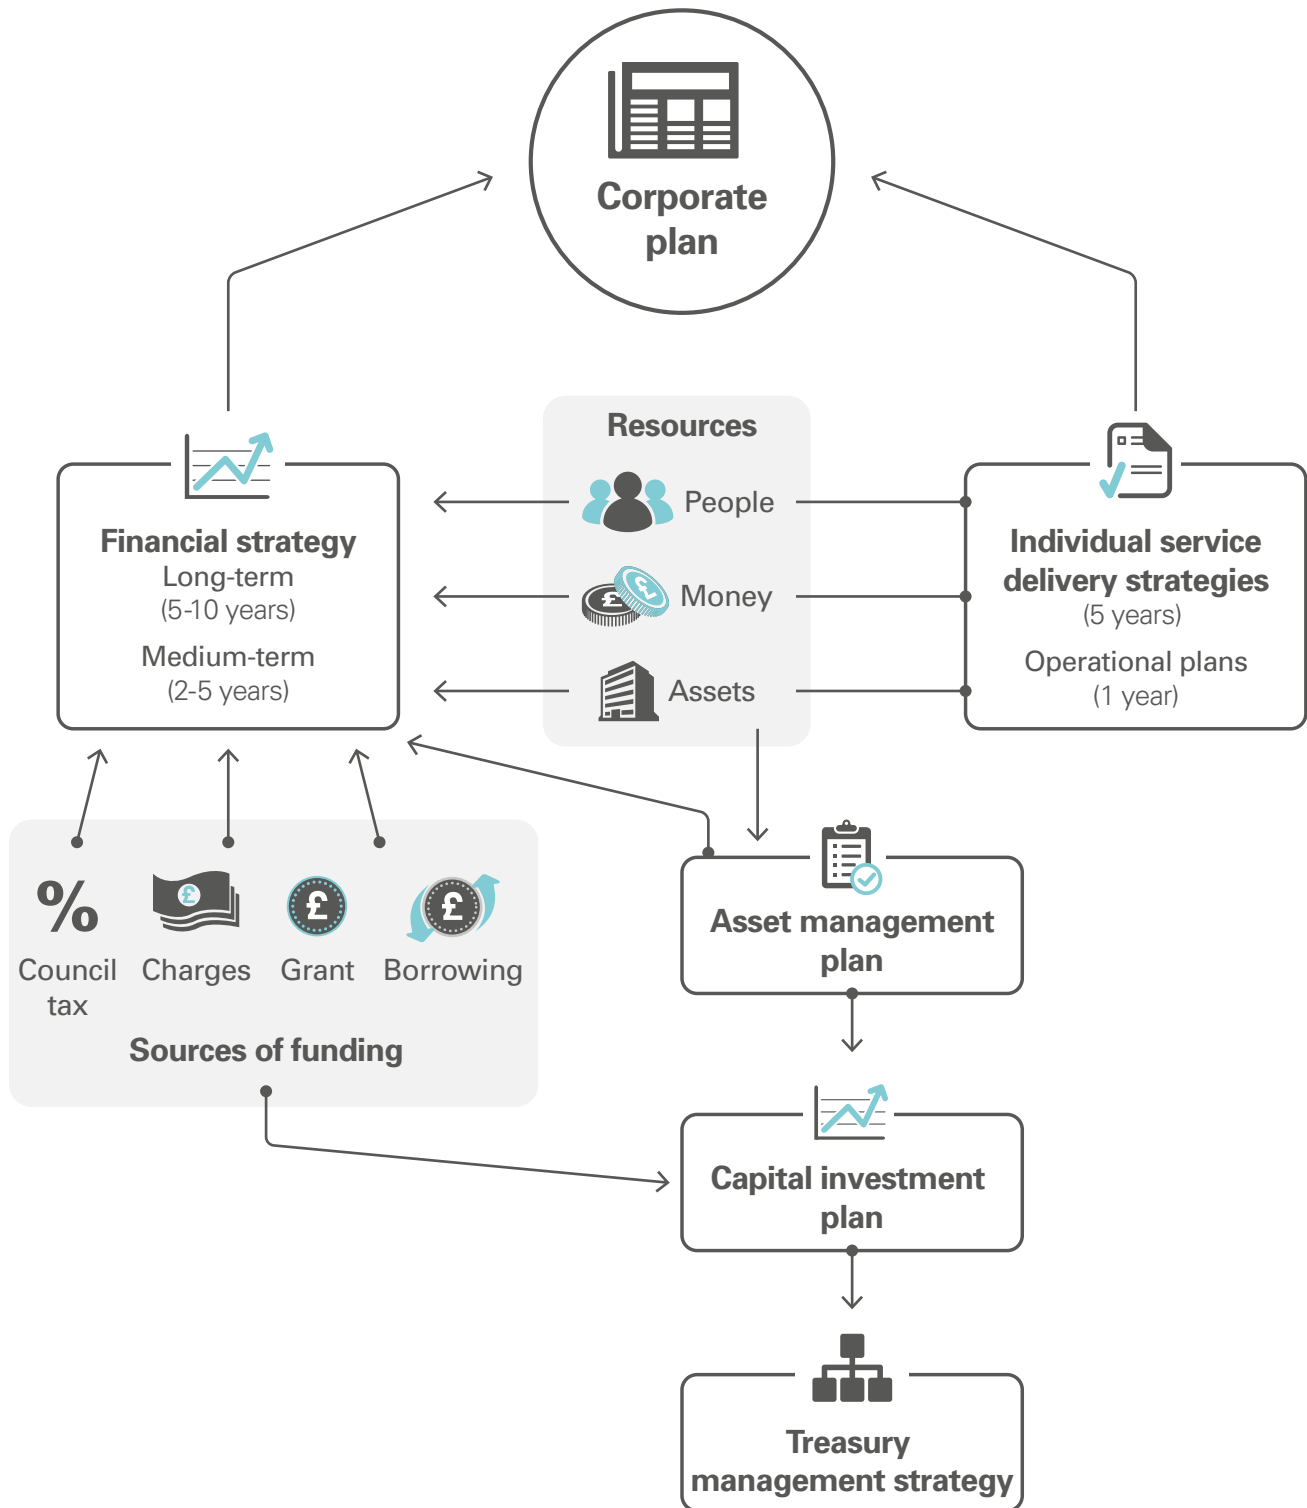 Corporate
plan
Resources
People
Money
Assets
Financial strategy
Long-term
(5-10 years)
Medium-term
(2-5 years)
Individual service
delivery strategies
(5 years)
Operational plans
(1 year)
%
£
£
£
£
£
Council
tax
Charges
Grant
Borrowing
Sources of funding
Asset management
plan
Capital investment
plan
Treasury
management strategy